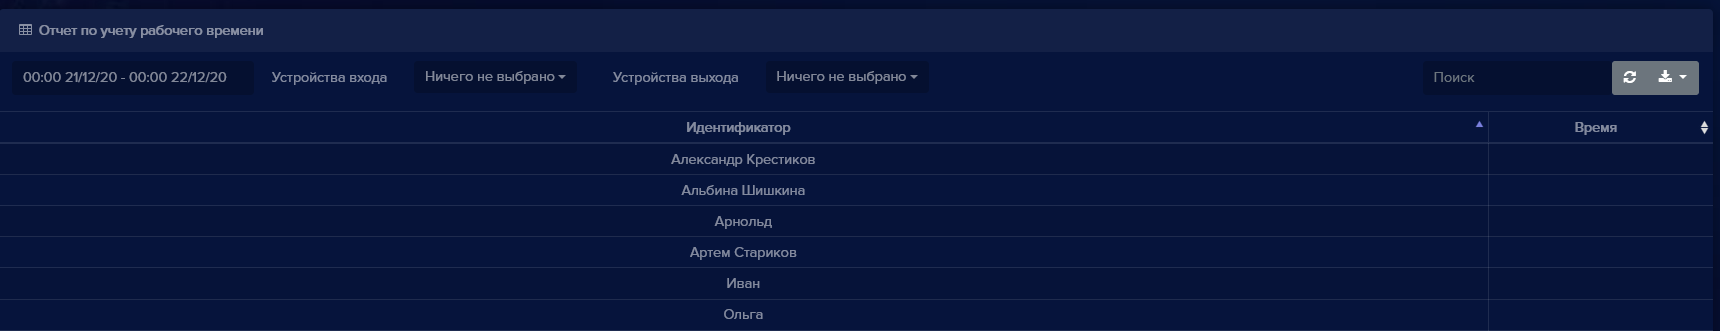 Отчет по учету рабочего времени
00:00 21/12/20 - 00:00 22/12/20 Устройства входа Ничего не выбрано Устройства выхода Ничего не выбрано Поиск
Идентификатор Время
Александр Крестиков
Альбина Шишкина
Арнольд
Артем Стариков
Иван
Ольга